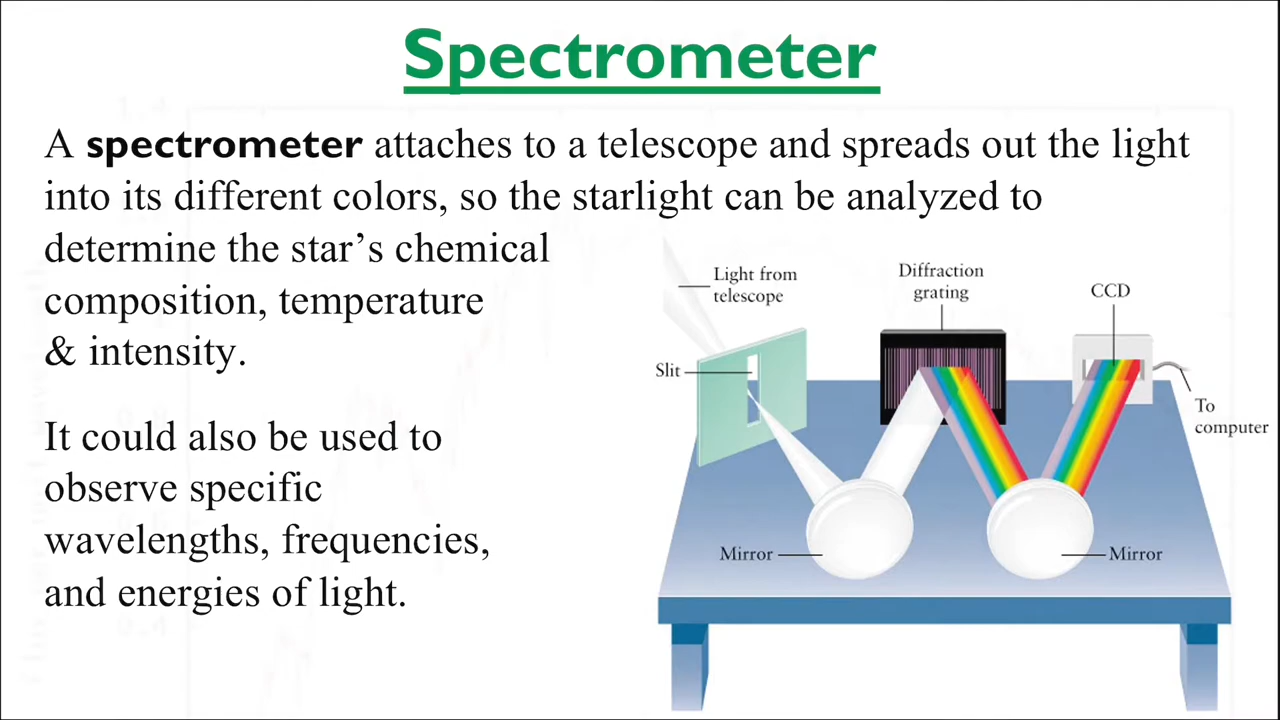 Spectrometer
A spectrometer attaches to a telescope and spreads out the light
into its different colors, so the starlight can be analyzed to
determine the star’s chemical
composition, temperature
& intensity.
It could also be used to
observe specific
wavelengths, frequencies,
and energies of light.
Light from
telescope
Diffraction
grating
CCD
Slit
To
computer
Mirror
Mirror